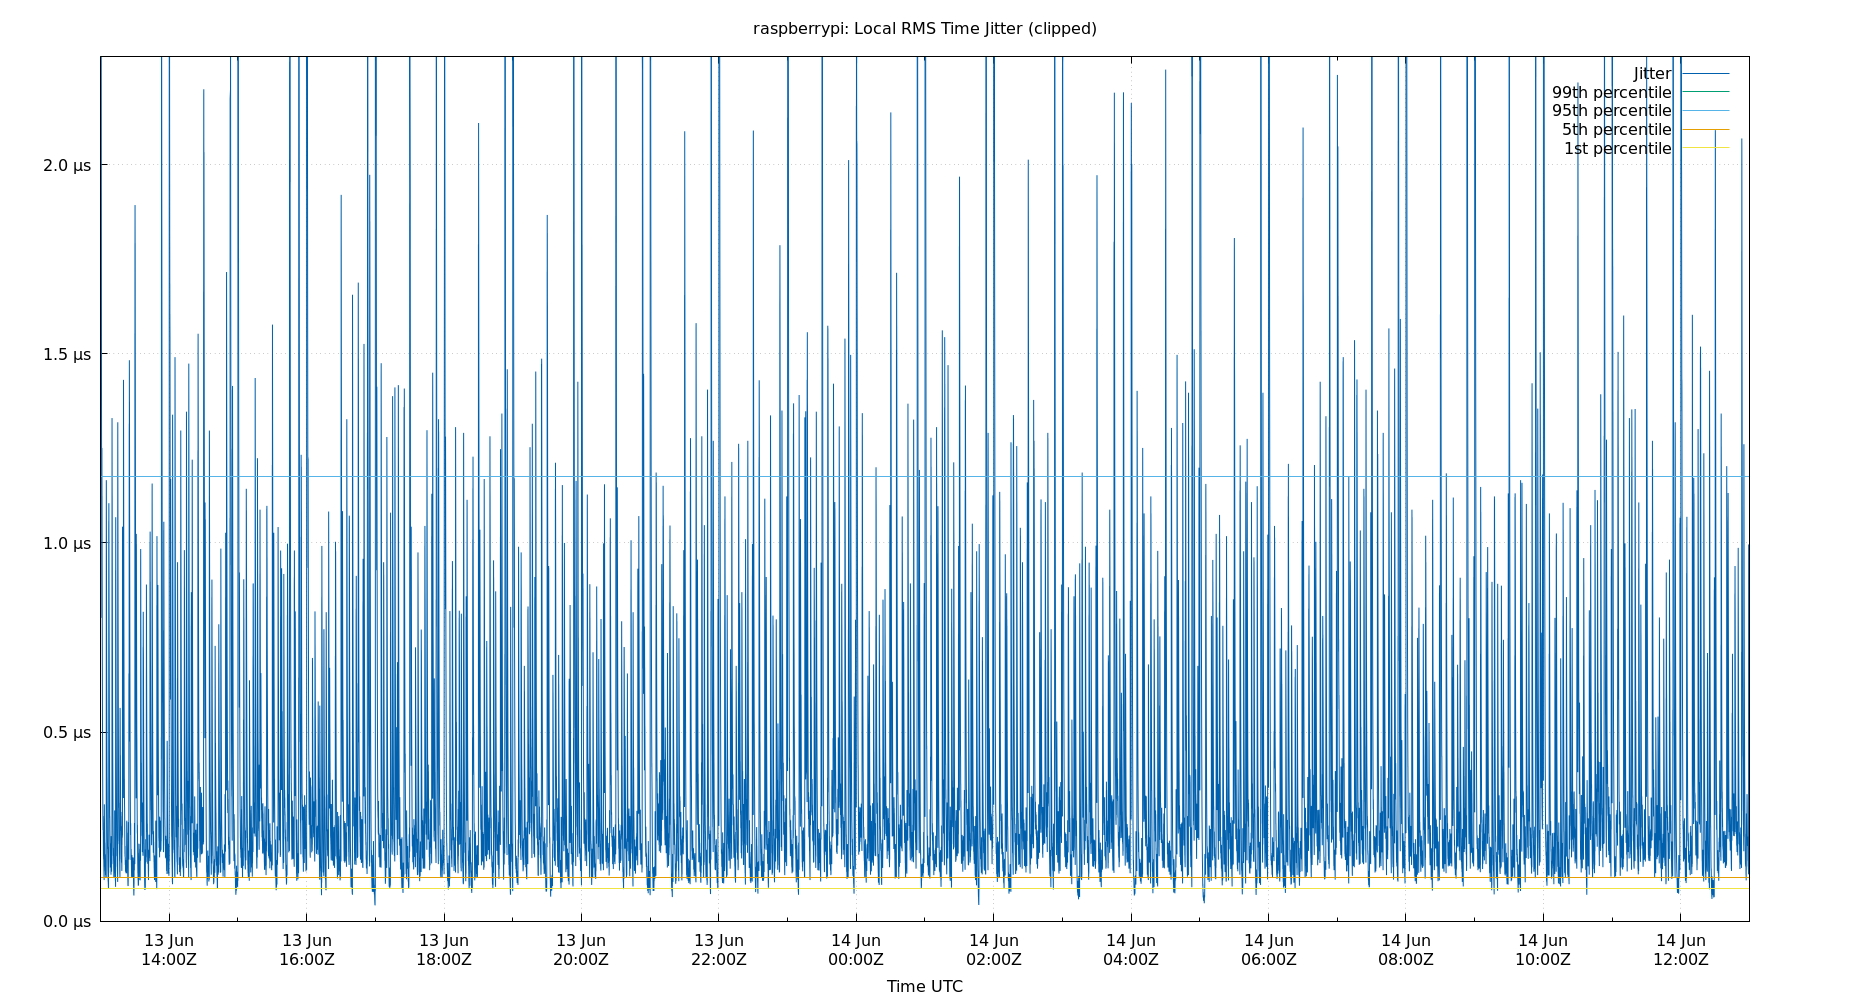 raspberrypi: Local RMS Time Jitter (clipped)
Jitter
99th percentile
95th percentile
5th percentile
1st percentile
2.0 µs
1.5 µs
1.0 µs
0.5 µs
0.0 µs
13 Jun 13 Jun 13 Jun 13 Jun 13 Jun 14 Jun 14 Jun 14 Jun 14 Jun 14 Jun 14 Jun 14 Jun
14:00Z 16:00Z 18:00Z 20:00Z 22:00Z 00:00Z 02:00Z 04:00Z 06:00Z 08:00Z 10:00Z 12:00Z
Time UTC